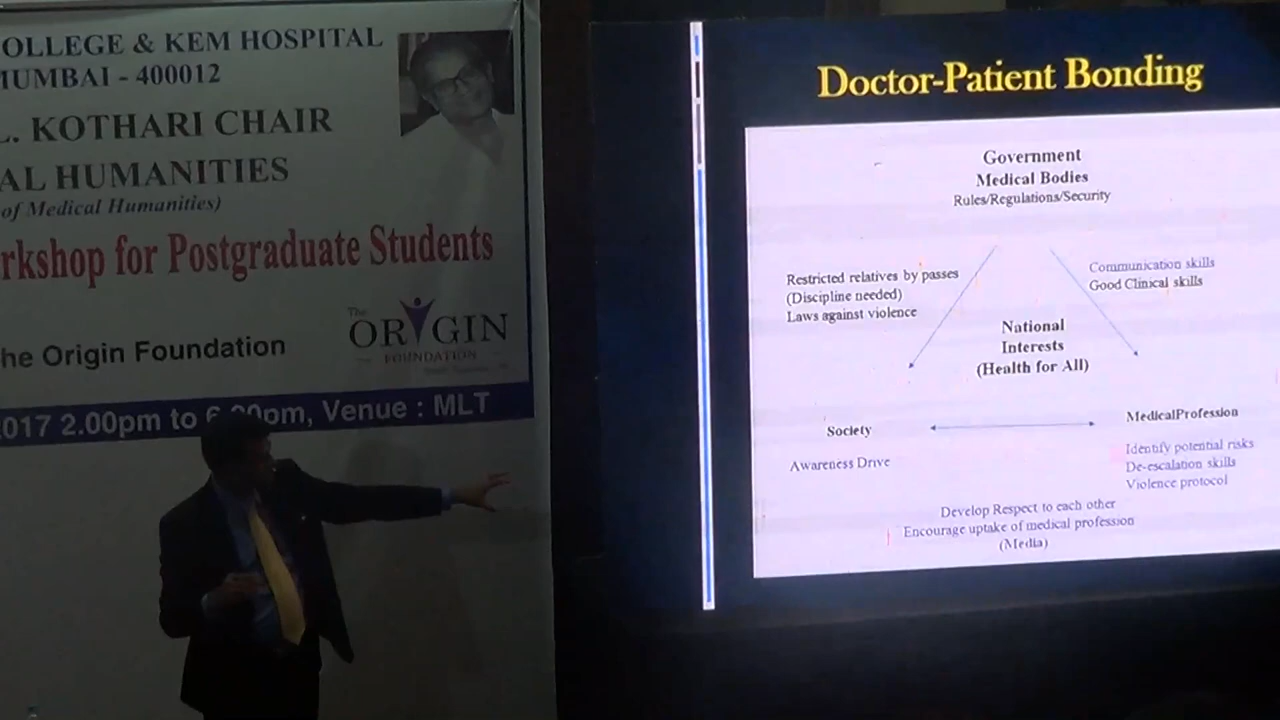 OLLEGE & KEM HOSPITAL
MUMBAI - 400012
L. KOTHARI CHAIR
AL HUMANITIES
of Medical Humanities)
rkshop for Postgraduate Students
he Origin Foundation
The
ORIGIN
FOUNDATION
017 2.00pm to 6 00pm, Venue : MLT
Doctor-Patient Bonding
Government
Medical Bodies
Rules/Regulations/Security
Restricted relatives by passes
(Discipline needed)
Laws against violence
Communication skills
Good Clinical skills
National
Interests
(Health for All)
Society
Awareness Drive
MedicalProfession
Identify potential risks
De-escalation skills
Violence protocol
Develop Respect to each other
Encourage uptake of medical profession
(Media)